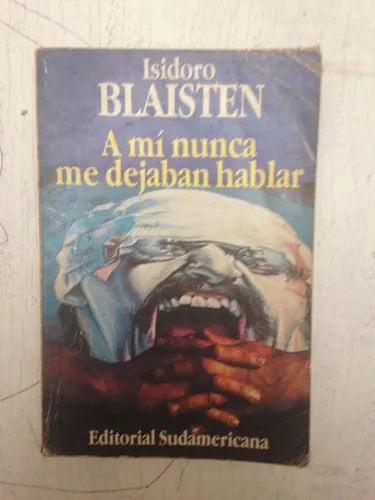 Isidoro
BLAISTEN
A mí nunca
me dejaban hablar
Editorial Sudamericana